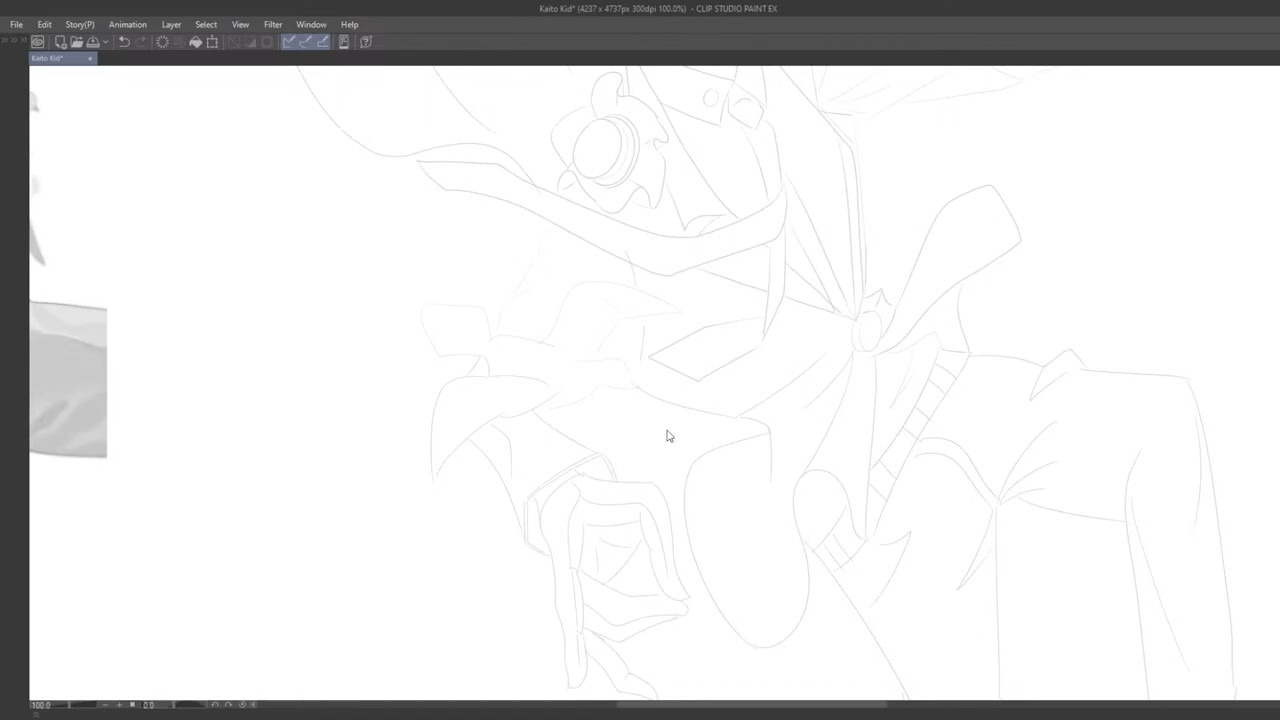 Kaito Kid* (4237 x 4737px 300dpi 100.0%) - CLIP STUDIO PAINT EX
File Edit Story(P) Animation Layer Select View Filter Window Help
Kaito Kid*
100.0 0.0